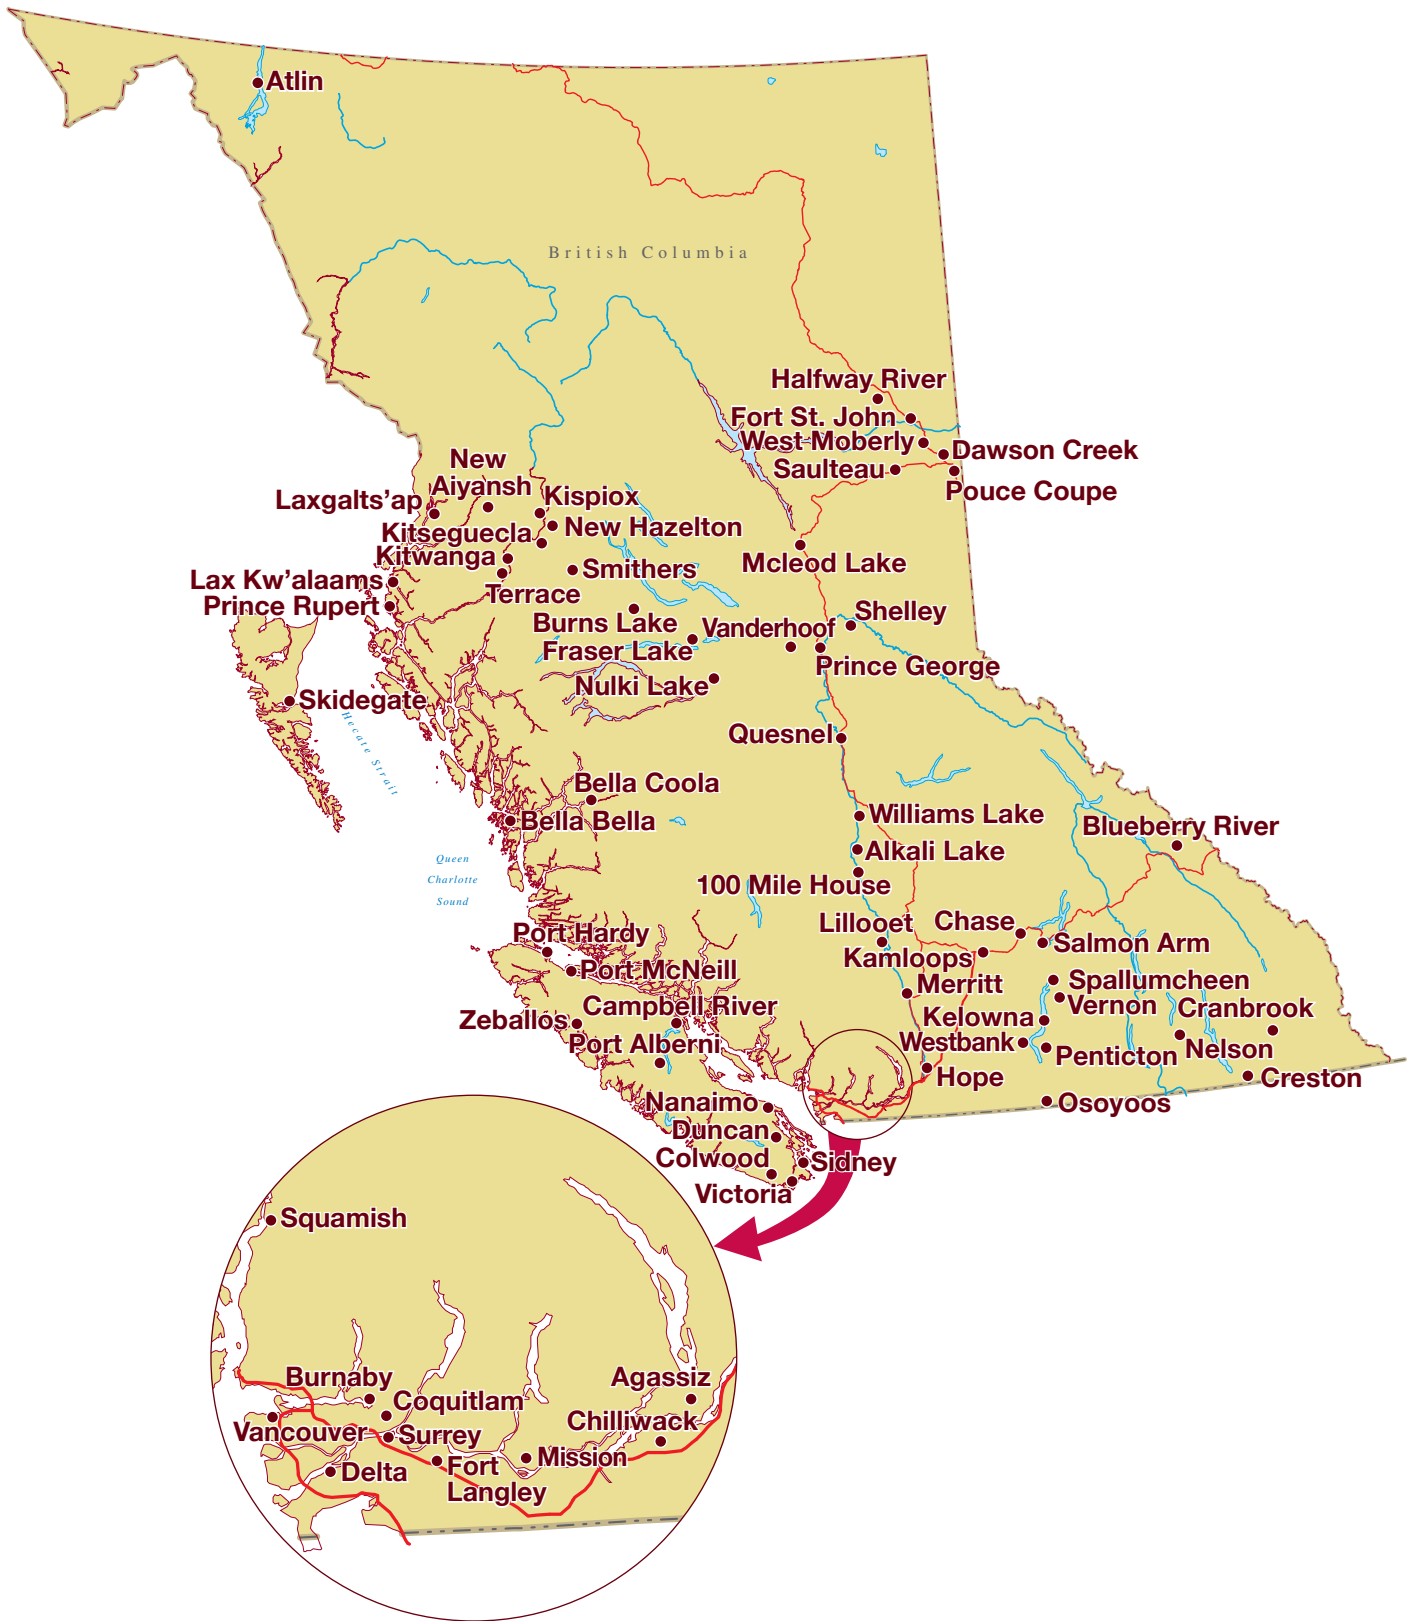 Atlin
British Columbia
Halfway River
Fort St. John
West Moberly
Dawson Creek
Saulteau
Pouce Coupe
New
Aiyansh
Laxgalts’ap
Kispiox
New Hazelton
Kitseguecla
Kitwanga
Mcleod Lake
Smithers
Lax Kw’alaams
Terrace
Prince Rupert
Shelley
Burns Lake
Vanderhoof
Fraser Lake
Prince George
Nulki Lake
Skidegate
Hecate Strait
Quesnel
Bella Coola
Williams Lake
Bella Bella
Blueberry River
Alkali Lake
Queen
Charlotte
Sound
100 Mile House
Lillooet
Chase
Port Hardy
Salmon Arm
Kamloops
Port McNeill
Spallumcheen
Merritt
Campbell River
Vernon
Cranbrook
Zeballos
Kelowna
Port Alberni
Westbank
Penticton
Nelson
Hope
Creston
Nanaimo
Osoyoos
Duncan
Colwood
Sidney
Victoria
Squamish
Burnaby
Agassiz
Coquitlam
Chilliwack
Vancouver
Surrey
Mission
Fort
Langley
Delta